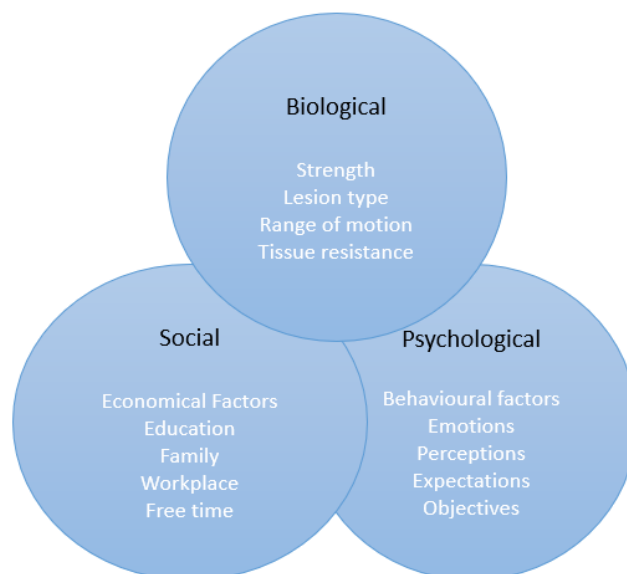 Biological
Strength
Lesion type
Range of motion
Tissue resistance
Social
Economical Factors
Education
Family
Workplace
Free time
Psychological
Behavioural factors
Emotions
Perceptions
Expectations
Objectives